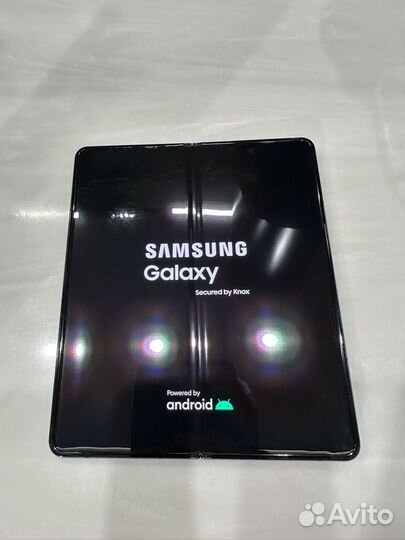 SAMSUNG
Galaxy
Secured by Knox
Powered by
android
Avito